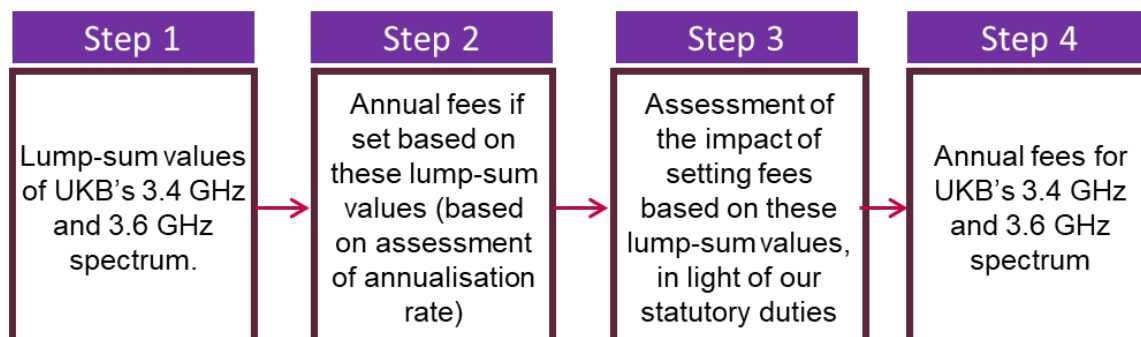 Step 1
Lump-sum values
of UKB's 3.4 GHz
and 3.6 GHz
spectrum.
Step 2
Annual fees if
set based on
these lump-sum
values (based
on assessment
of annualisation
rate)
Step 3
Assessment of
the impact of
setting fees
based on these
lump-sum values,
in light of our
statutory duties
Step 4
Annual fees for
UKB's 3.4 GHz
and 3.6 GHz
spectrum